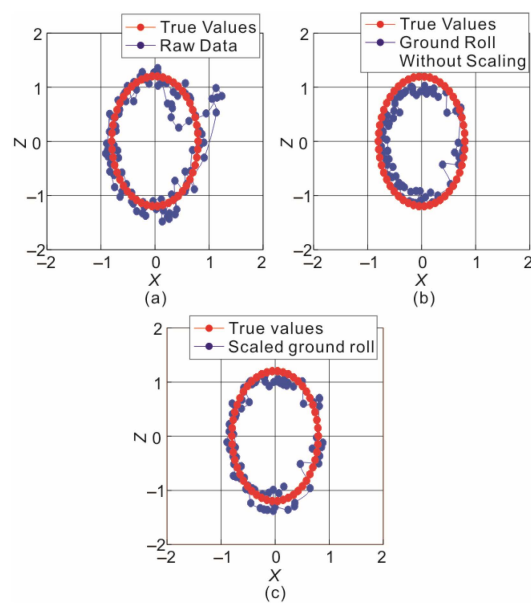 True Values
Raw Data
2
1
0
−1
−2
Z
−2
−1
0
1
2
X
(a)
True Values
Ground Roll
Without Scaling
2
1
0
−1
−2
Z
−2
−1
0
1
2
X
(b)
True values
Scaled ground roll
2
1
0
−1
−2
Z
−2
−1
0
1
2
X
(c)